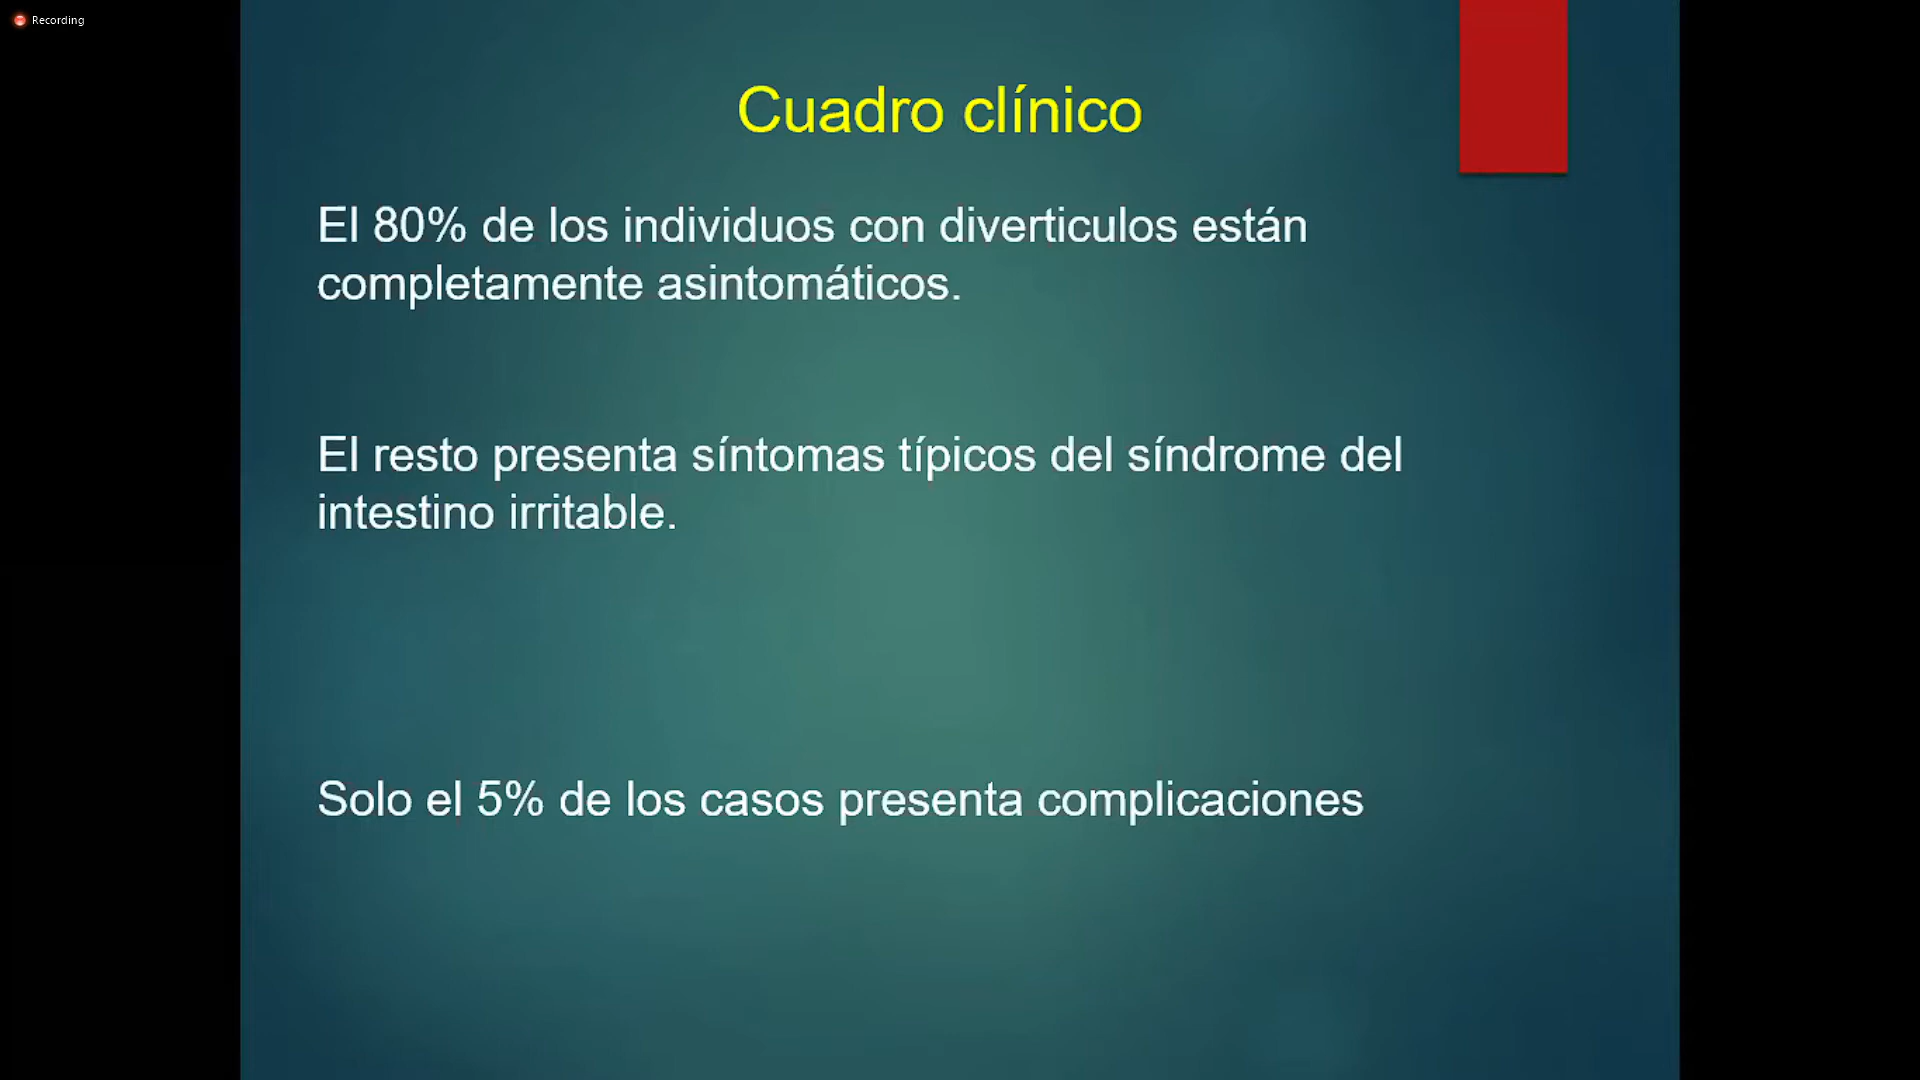 Recording
Cuadro clínico
El 80% de los individuos con diverticulos están
completamente asintomáticos.
El resto presenta síntomas típicos del síndrome del
intestino irritable.
Solo el 5% de los casos presenta complicaciones